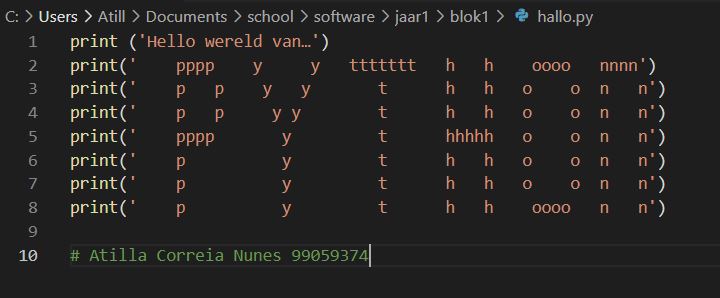 C: > Users > Atill > Documents > school > software > jaar1 > blok1 > hallo.py
1 print ('Hello wereld van…')
2 print('    pppp    y     y   ttttttt   h   h    oooo   nnnn')
3 print('    p   p    y   y       t      h   h   o    o  n   n')
4 print('    p   p     y y        t      h   h   o    o  n   n')
5 print('    pppp       y         t      hhhhh   o    o  n   n')
6 print('    p          y         t      h   h   o    o  n   n')
7 print('    p          y         t      h   h   o    o  n   n')
8 print('    p          y         t      h   h    oooo   n   n')
9
10 # Atilla Correia Nunes 99059374